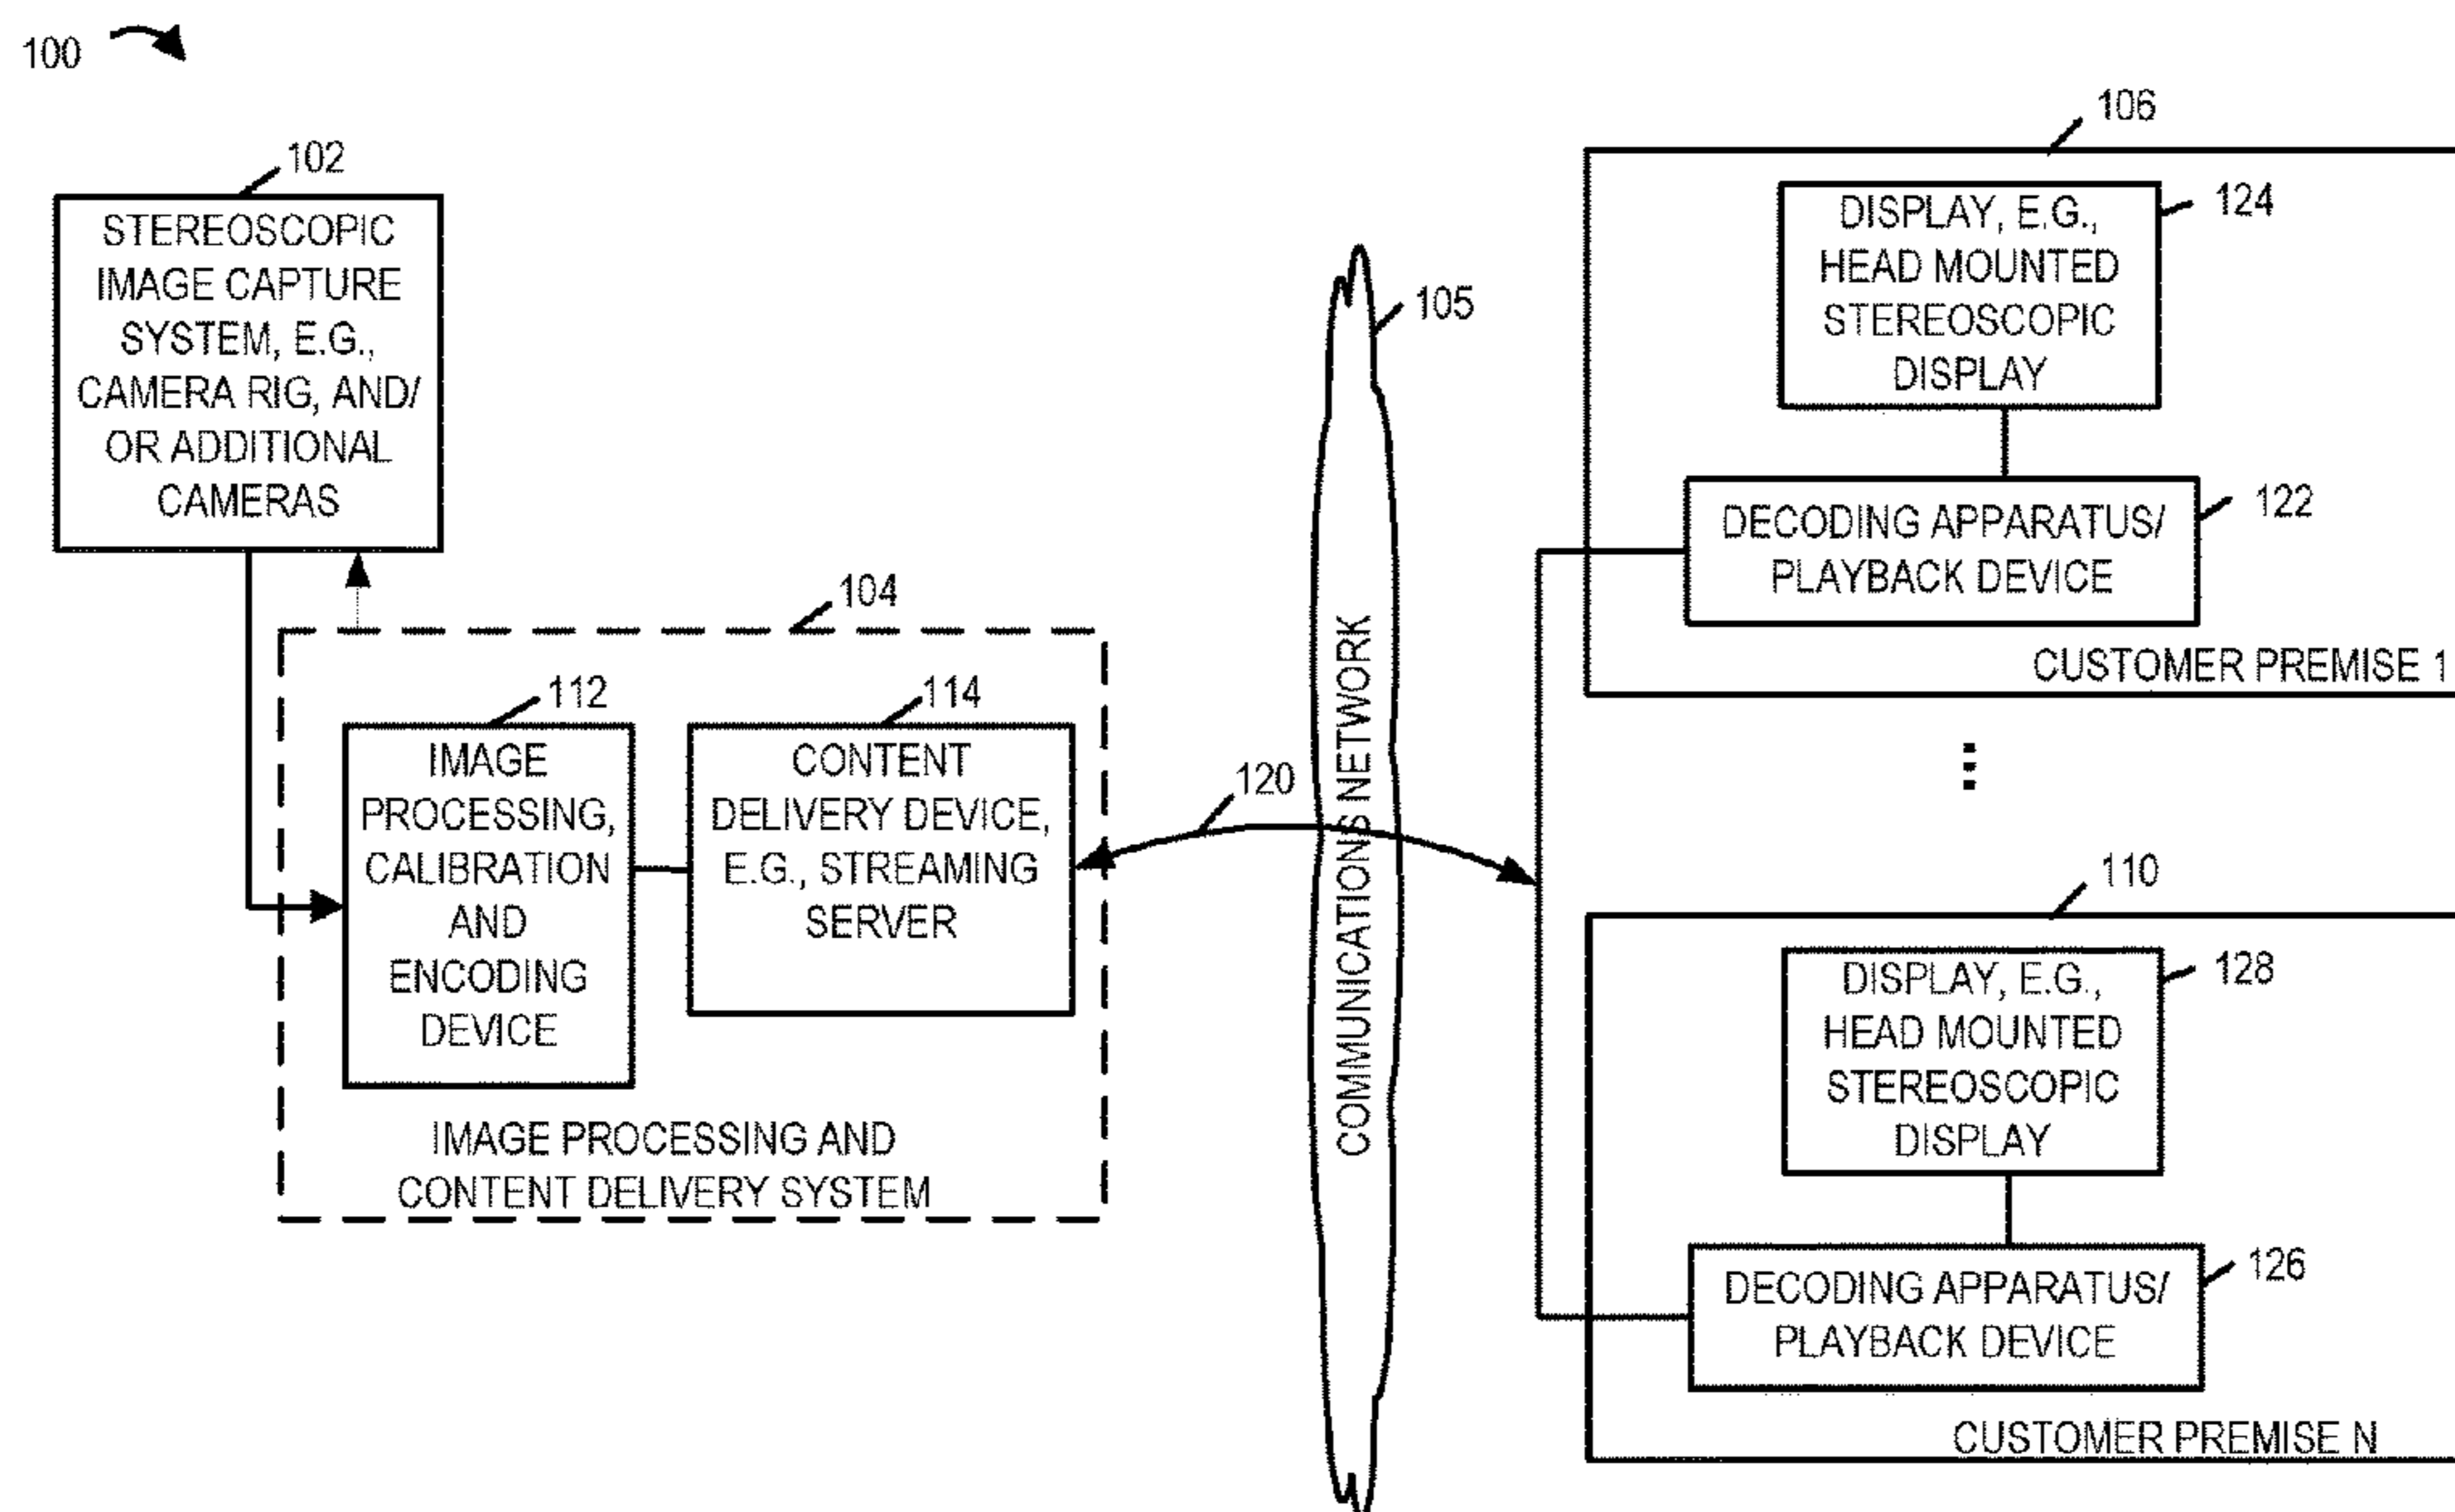 100
102
STEREOSCOPIC
IMAGE CAPTURE
SYSTEM, E.G.,
CAMERA RIG, AND/
OR ADDITIONAL
CAMERAS
104
112
IMAGE
PROCESSING,
CALIBRATION
AND
ENCODING
DEVICE
114
CONTENT
DELIVERY DEVICE,
E.G., STREAMING
SERVER
IMAGE PROCESSING AND
CONTENT DELIVERY SYSTEM
120
105
COMMUNICATIONS NETWORK
106
124
DISPLAY, E.G.,
HEAD MOUNTED
STEREOSCOPIC
DISPLAY
122
DECODING APPARATUS/
PLAYBACK DEVICE
CUSTOMER PREMISE 1
110
128
DISPLAY, E.G.,
HEAD MOUNTED
STEREOSCOPIC
DISPLAY
126
DECODING APPARATUS/
PLAYBACK DEVICE
CUSTOMER PREMISE N